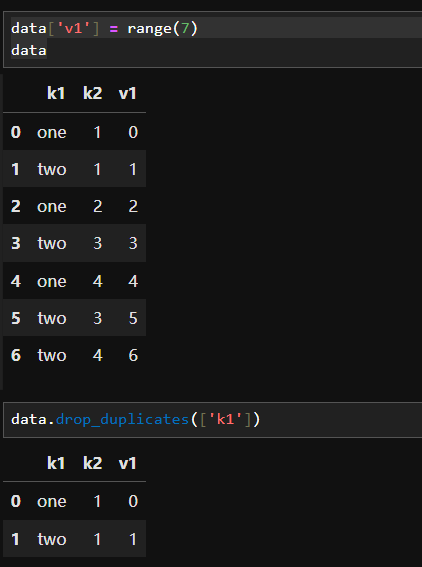 data['v1'] = range(7)
data
k1 k2 v1
0 one 1 0
1 two 1 1
2 one 2 2
3 two 3 3
4 one 4 4
5 two 3 5
6 two 4 6
data.drop_duplicates(['k1'])
k1 k2 v1
0 one 1 0
1 two 1 1